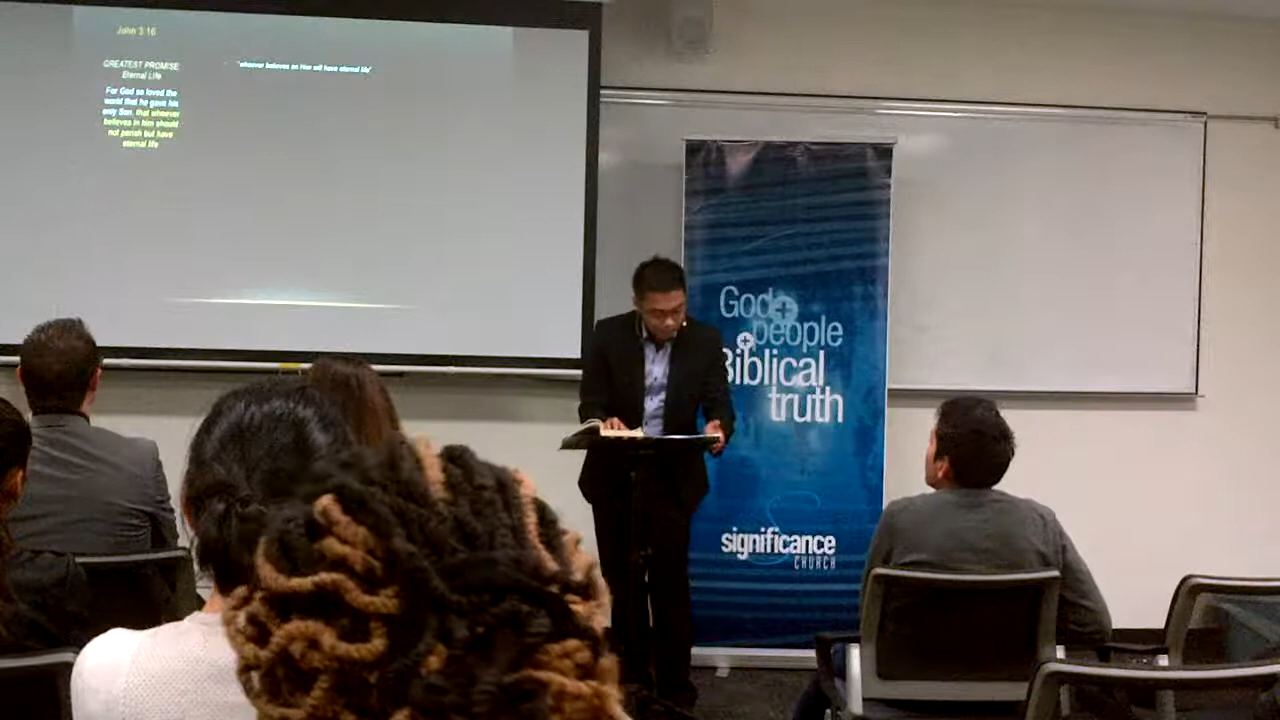 John 3:16
GREATEST PROMISE
Eternal Life
For God so loved the
world that he gave his
only Son, that whoever
believes in him should
not perish but have
eternal life
"whoever believes on Him will have eternal life"
God+
people
+
Biblical
truth
significance
CHURCH